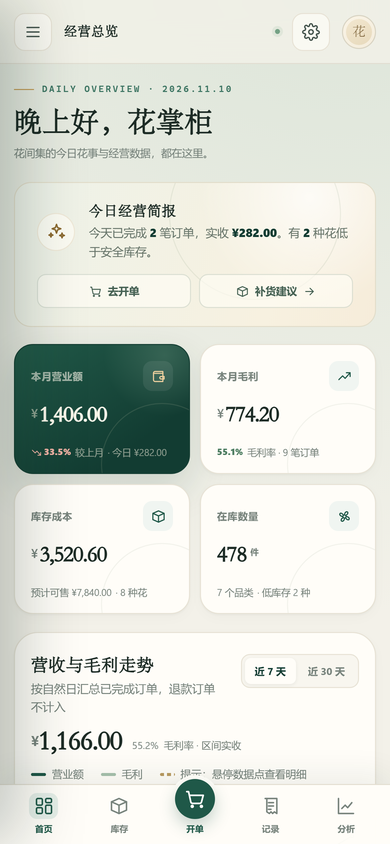 经营总览
花
DAILY OVERVIEW · 2026.11.10
晚上好，花掌柜
花间集的今日花事与经营数据，都在这里。
今日经营简报
今天已完成 2 笔订单，实收 ¥282.00。有 2 种花低
于安全库存。
去开单
补货建议 →
本月营业额
¥1,406.00
33.5% 较上月 · 今日 ¥282.00
本月毛利
¥774.20
55.1% 毛利率 · 9 笔订单
库存成本
¥3,520.60
预计可售 ¥7,840.00 · 8 种花
在库数量
478 件
7 个品类 · 低库存 2 种
营收与毛利走势
按自然日汇总已完成订单，退款订单
不计入
近 7 天
近 30 天
¥1,166.00 55.2% 毛利率 · 区间实收
营业额
毛利
提示：悬停数据点查看明细
首页
库存
开单
记录
分析